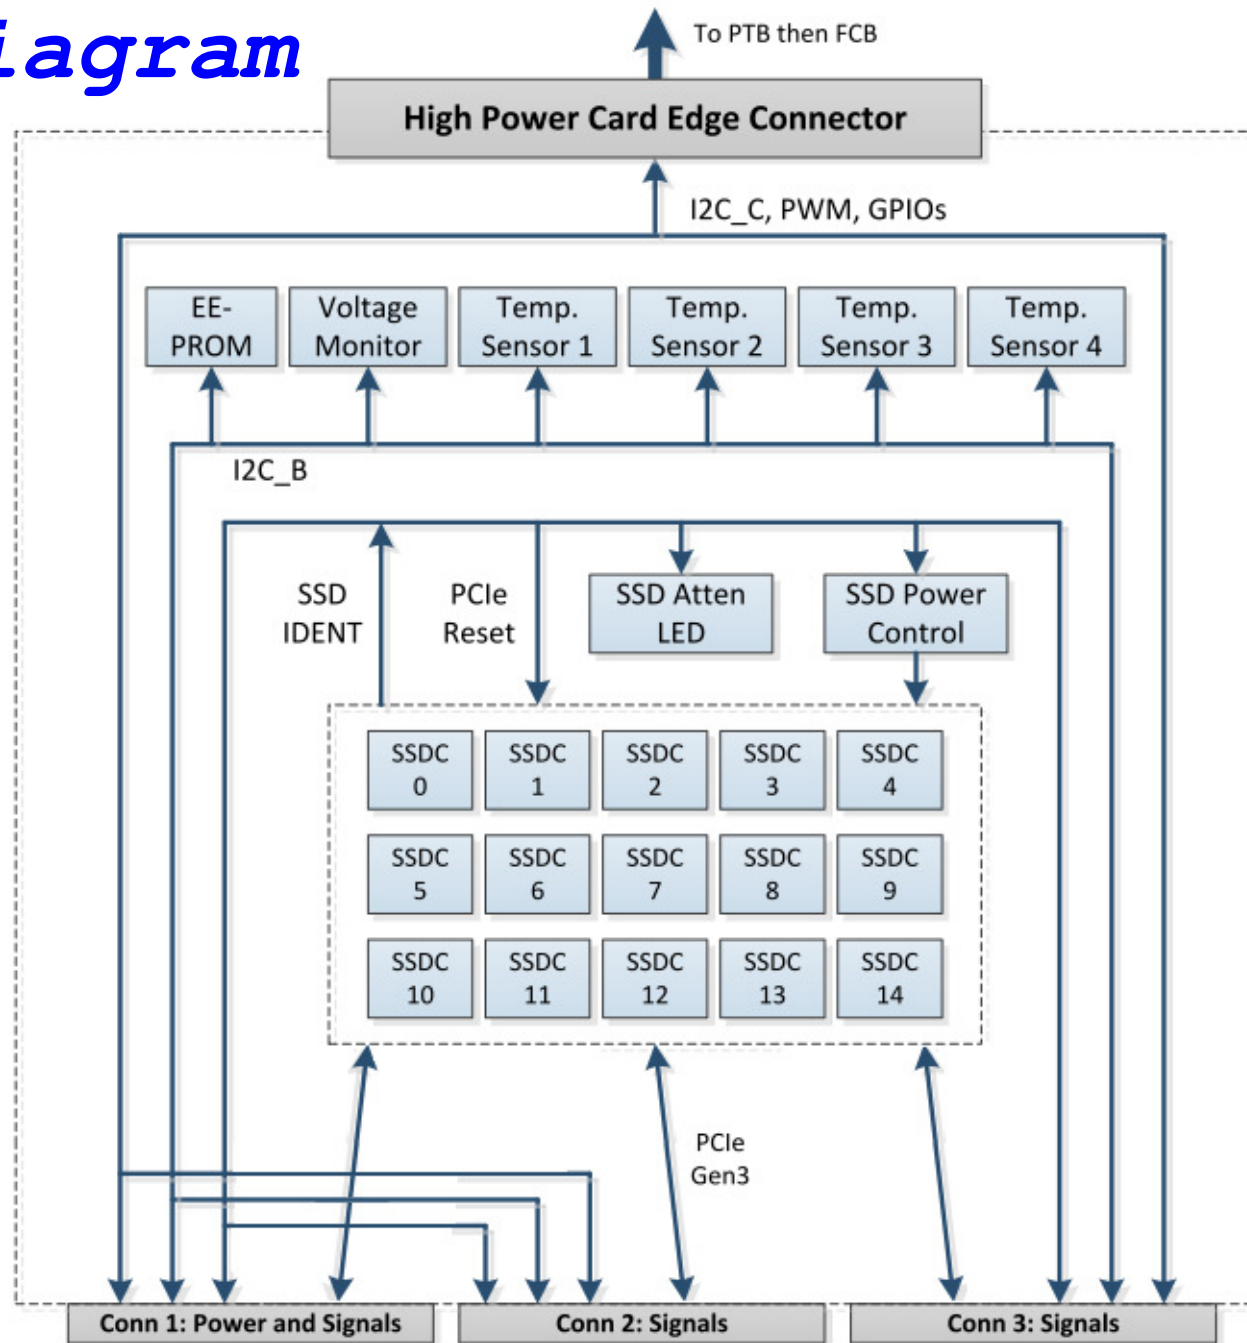 iagram
To PTB then FCB
High Power Card Edge Connector
I2C_C, PWM, GPIOs
EE-
PROM
Voltage
Monitor
Temp.
Sensor 1
Temp.
Sensor 2
Temp.
Sensor 3
Temp.
Sensor 4
I2C_B
SSD
IDENT
PCIe
Reset
SSD Atten
LED
SSD Power
Control
SSDC
0
SSDC
1
SSDC
2
SSDC
3
SSDC
4
SSDC
5
SSDC
6
SSDC
7
SSDC
8
SSDC
9
SSDC
10
SSDC
11
SSDC
12
SSDC
13
SSDC
14
PCIe
Gen3
Conn 1: Power and Signals
Conn 2: Signals
Conn 3: Signals